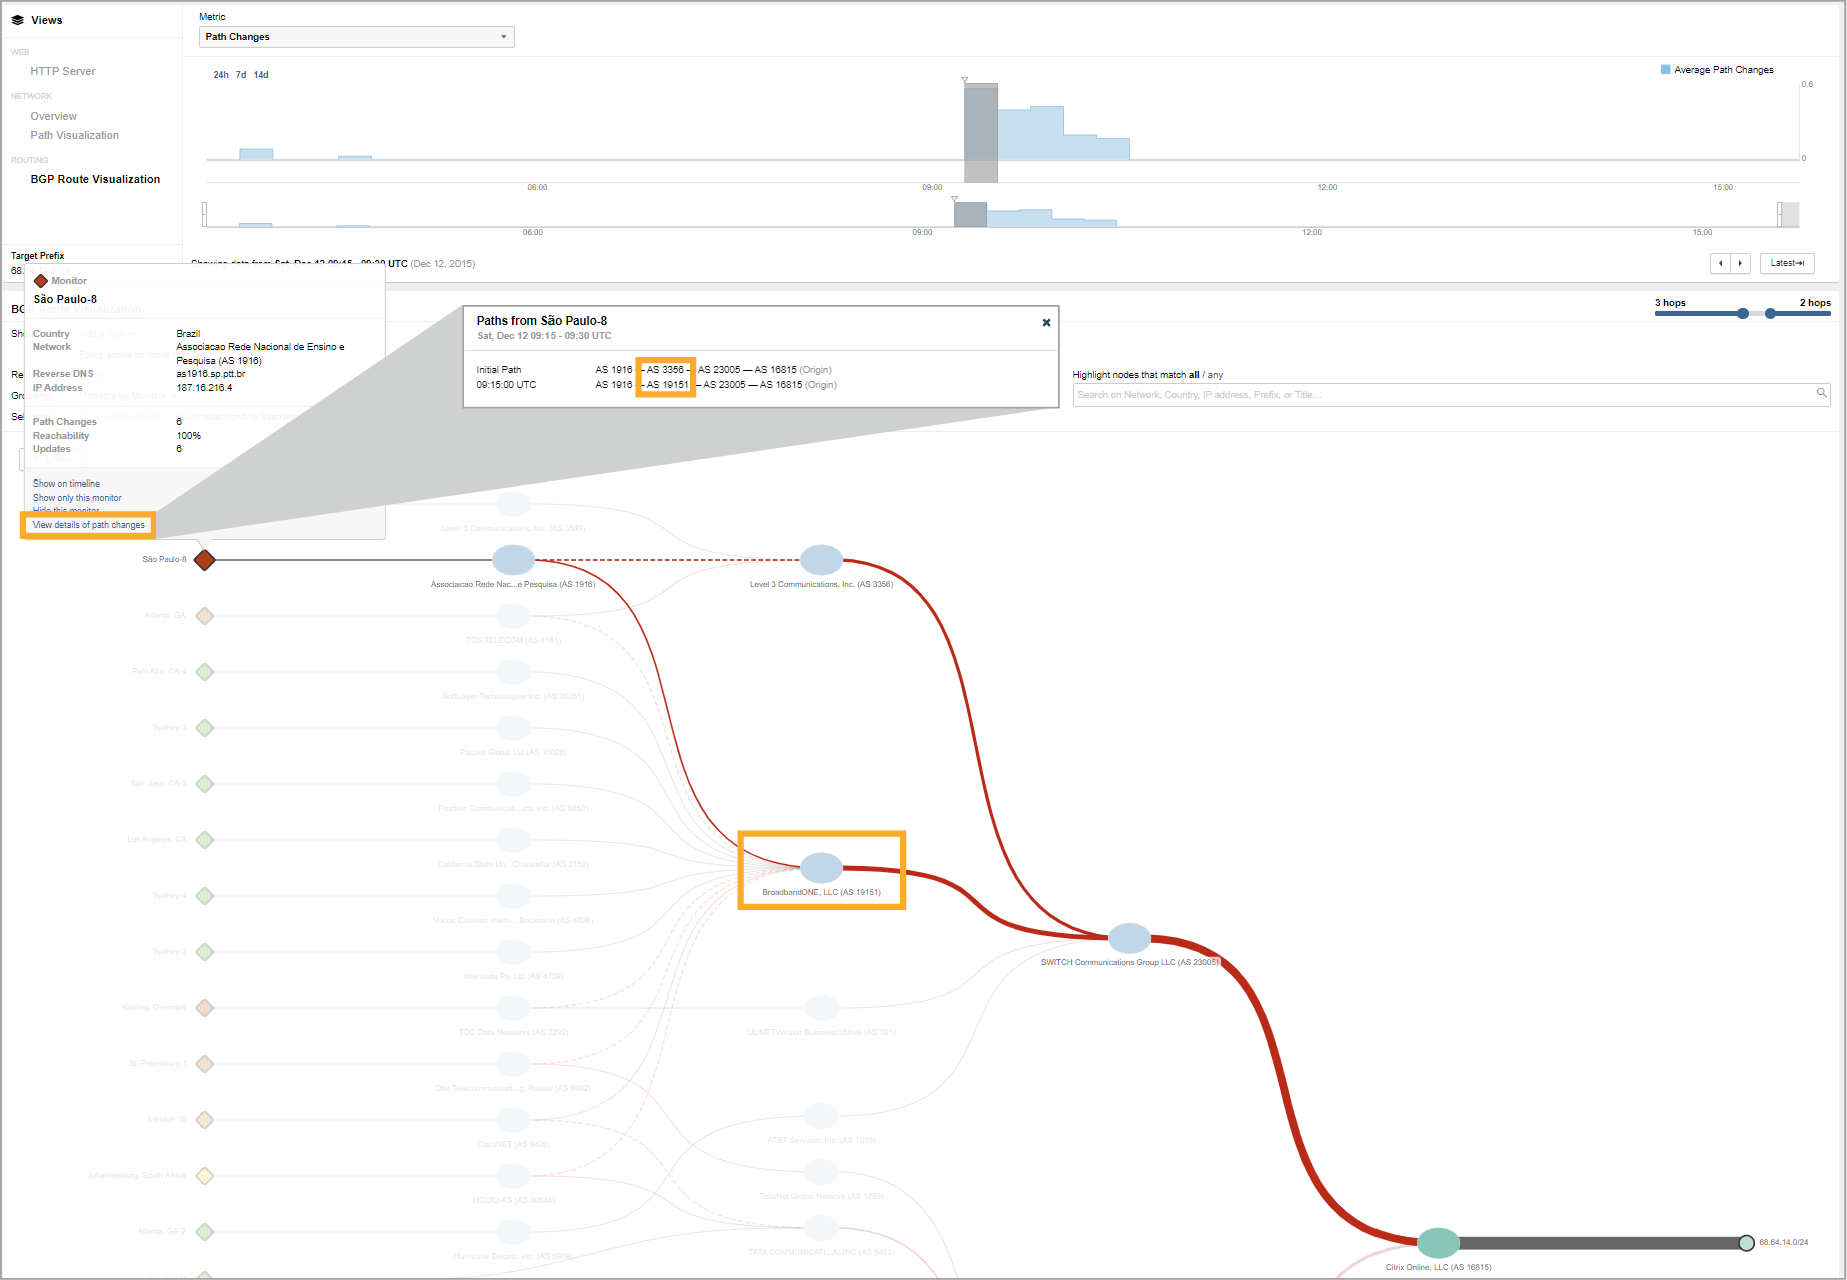 Views
WEB
HTTP Server
NETWORK
Overview
Path Visualization
ROUTING
BGP Route Visualization
Target Prefix
68.
Metric
Path Changes
24h 7d 14d
Average Path Changes
0.6
0
06:00
09:00
12:00
15:00
06:00
09:00
12:00
15:00
Showing data from Sat, Dec 12 09:15 - 09:30 UTC (Dec 12, 2015)
Latest
3 hops
2 hops
BGP Route Visualization
Monitor
São Paulo-8
Country Brazil
Network Associacao Rede Nacional de Ensino e
Pesquisa (AS 1916)
Reverse DNS as1916.sp.ptt.br
IP Address 187.16.216.4
Path Changes 6
Reachability 100%
Updates 6
Show on timeline
Show only this monitor
Hide this monitor
View details of path changes
Paths from São Paulo-8
Sat, Dec 12 09:15 - 09:30 UTC
Initial Path AS 1916 — AS 3356 — AS 23005 — AS 16815 (Origin)
09:15:00 UTC AS 1916 — AS 19151 — AS 23005 — AS 16815 (Origin)
Highlight nodes that match all / any
Search on Network, Country, IP address, Prefix, or Title...
Level 3 Communications, Inc. (AS 3549)
São Paulo-8
Associacao Rede Nac...e Pesquisa (AS 1916)
Level 3 Communications, Inc. (AS 3356)
Atlanta, GA
TDS TELECOM (AS 4181)
Palo Alto, CA-4
SoftLayer Technologies Inc. (AS 36351)
Sydney-3
Pacnet Global Ltd (AS 10026)
San Jose, CA-5
Frontier Communicati...ica, Inc. (AS 5650)
Los Angeles, CA
California State Un...Chancellor (AS 2152)
BroadbandONE, LLC (AS 19151)
Sydney-4
Vocus Connect Intern... Backbone (AS 4826)
Sydney-2
Internode Pty Ltd (AS 4739)
SWITCH Communications Group LLC (AS 23005)
Kolding, Denmark
TDC Data Networks (AS 3292)
UUNET/Verizon Business/UUnet (AS 701)
St. Petersburg-1
Obit Telecommunicati...g, Russia (AS 8492)
London-10
ClaraNET (AS 8426)
AT&T Services, Inc. (AS 7018)
Johannesburg, South Africa
LIQUID AS (AS 30844)
TeliaNet Global Network (AS 1299)
Atlanta, GA-2
Hurricane Electric, Inc. (AS 6939)
TATA COMMUNICATI...A) INC (AS 6453)
68.64.14.0/24
Citrix Online, LLC (AS 16815)